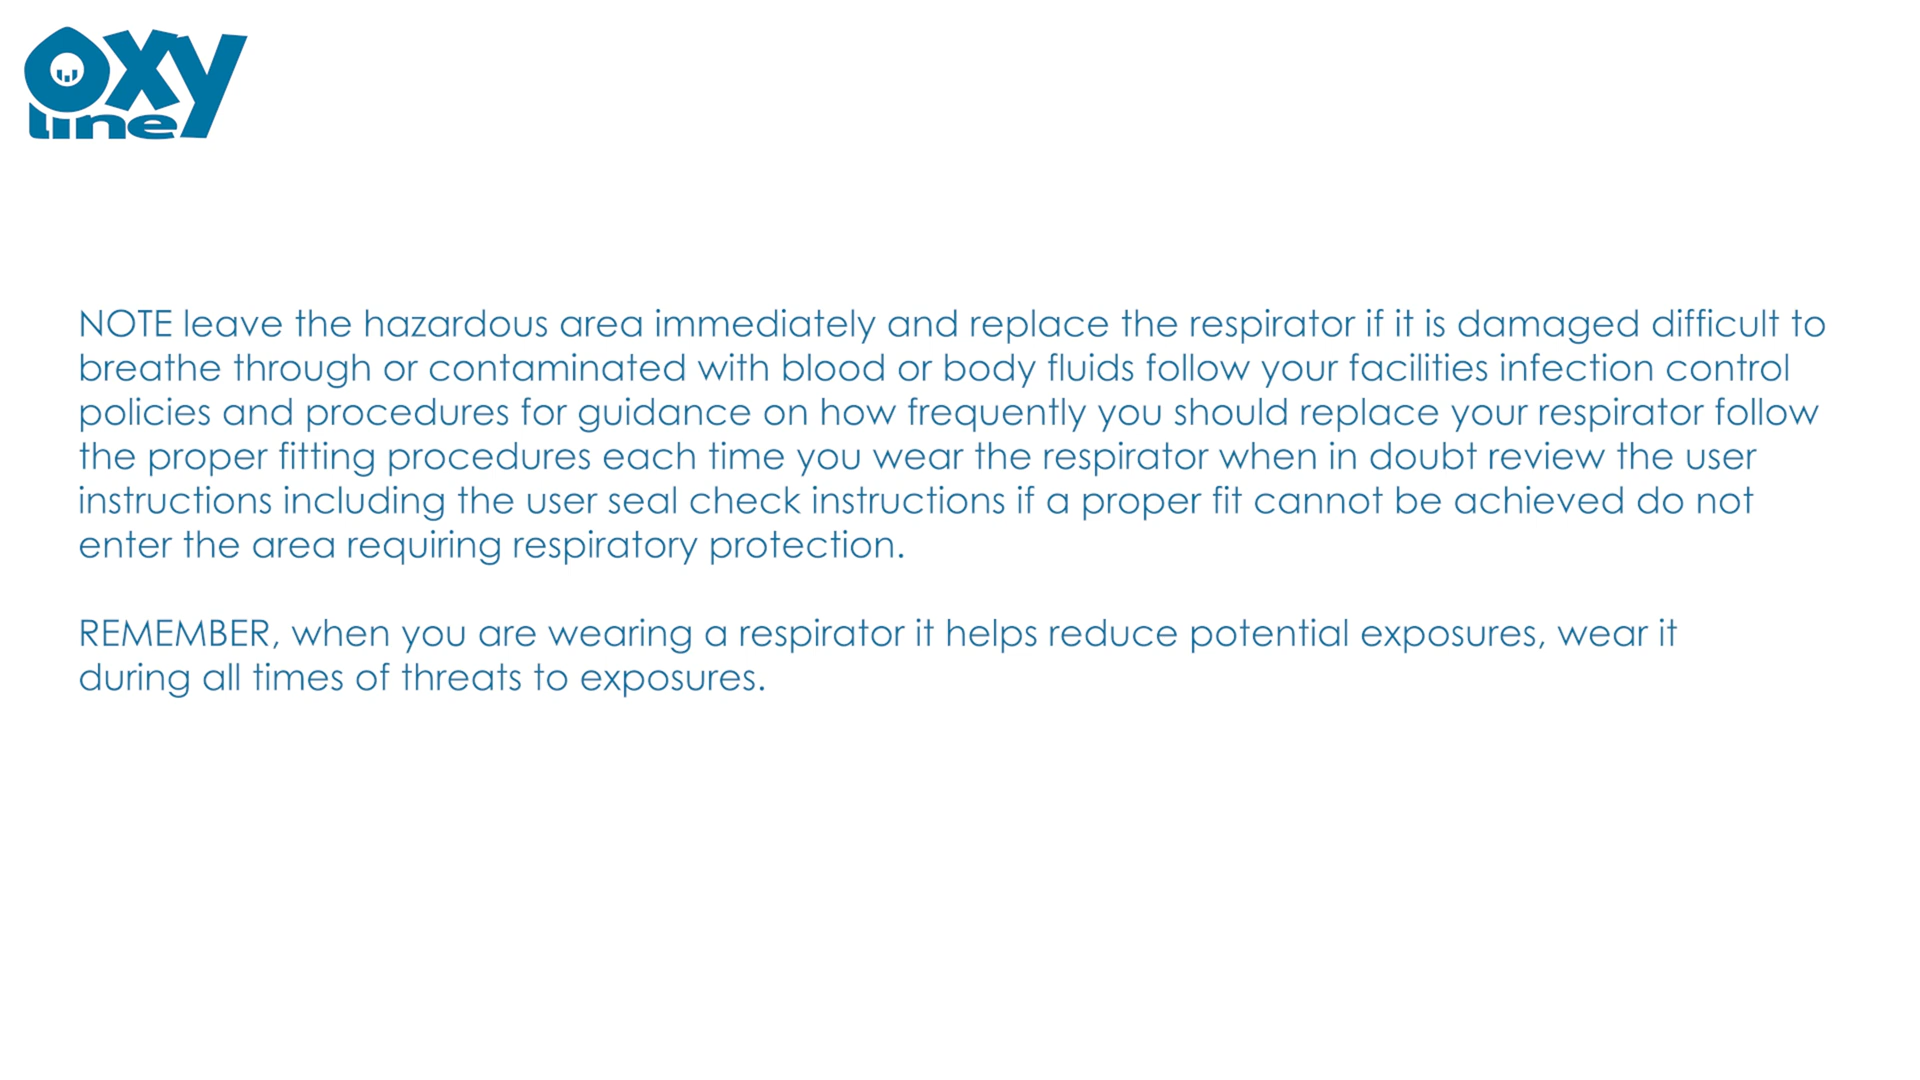 oxy
line
NOTE leave the hazardous area immediately and replace the respirator if it is damaged difficult to
breathe through or contaminated with blood or body fluids follow your facilities infection control
policies and procedures for guidance on how frequently you should replace your respirator follow
the proper fitting procedures each time you wear the respirator when in doubt review the user
instructions including the user seal check instructions if a proper fit cannot be achieved do not
enter the area requiring respiratory protection.
REMEMBER, when you are wearing a respirator it helps reduce potential exposures, wear it
during all times of threats to exposures.